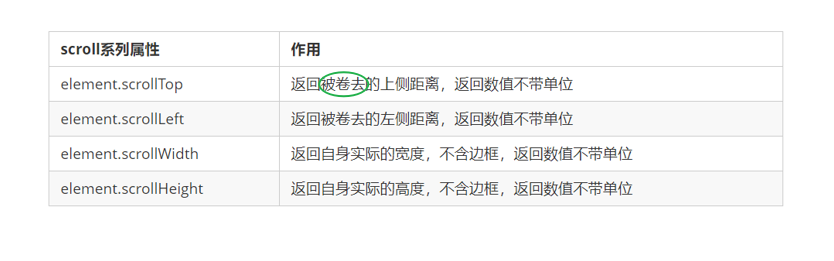 scroll系列属性 作用
element.scrollTop 返回被卷去的上侧距离，返回数值不带单位
element.scrollLeft 返回被卷去的左侧距离，返回数值不带单位
element.scrollWidth 返回自身实际的宽度，不含边框，返回数值不带单位
element.scrollHeight 返回自身实际的高度，不含边框，返回数值不带单位